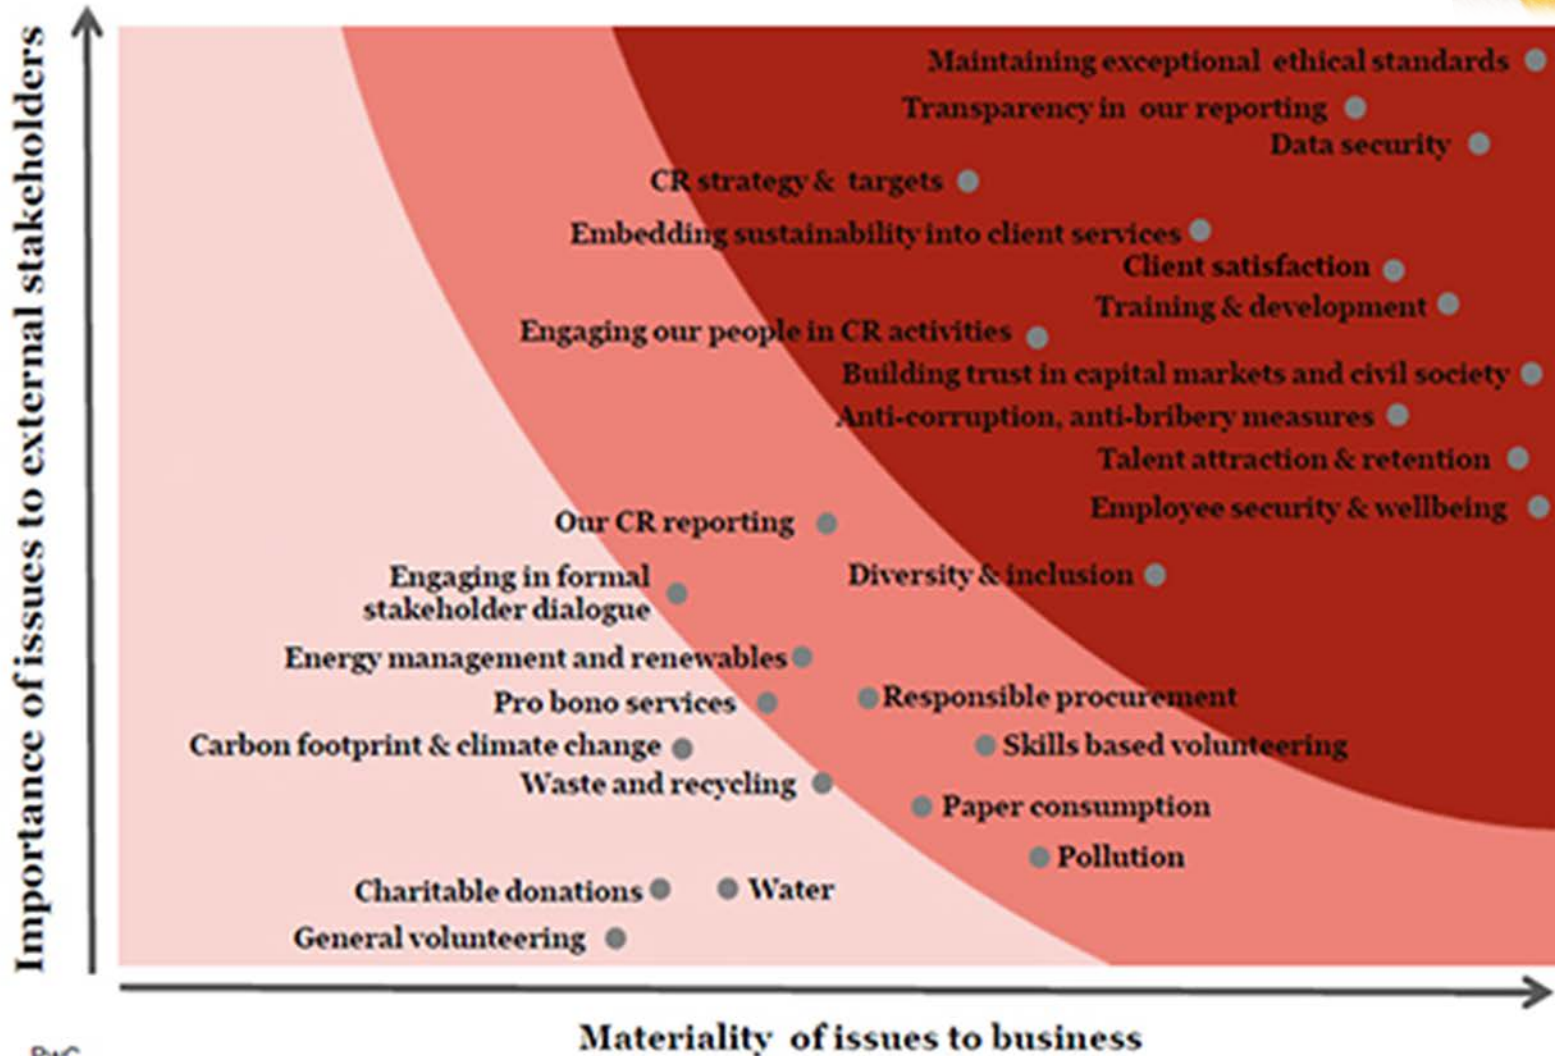 Importance of issues to external stakeholders
Maintaining exceptional ethical standards
Transparency in our reporting
Data security
CR strategy & targets
Embedding sustainability into client services
Client satisfaction
Training & development
Engaging our people in CR activities
Building trust in capital markets and civil society
Anti-corruption, anti-bribery measures
Talent attraction & retention
Employee security & wellbeing
Our CR reporting
Engaging in formal
stakeholder dialogue
Diversity & inclusion
Energy management and renewables
Responsible procurement
Pro bono services
Carbon footprint & climate change
Skills based volunteering
Waste and recycling
Paper consumption
Pollution
Charitable donations
Water
General volunteering
Materiality of issues to business
PwC